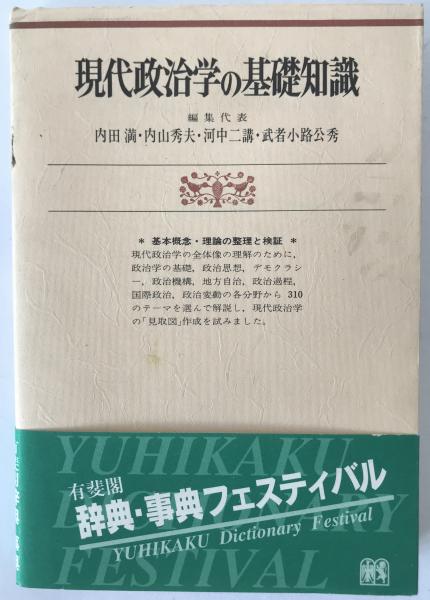 現代政治学の基礎知識
編集代表
内田 満・内山秀夫・河中二講・武者小路公秀
* 基本概念・理論の整理と検証 *
現代政治学の全体像の理解のために,
政治学の基礎, 政治思想, デモクラシ
ー, 政治機構, 地方自治, 政治過程,
国際政治, 政治変動の各分野から 310
のテーマを選んで解説し, 現代政治学
の「見取図」作成を試みました。
YUHIKAKU
DICTIONARY
FESTIVAL
有斐閣
辞典・事典フェスティバル
YUHIKAKU Dictionary Festival